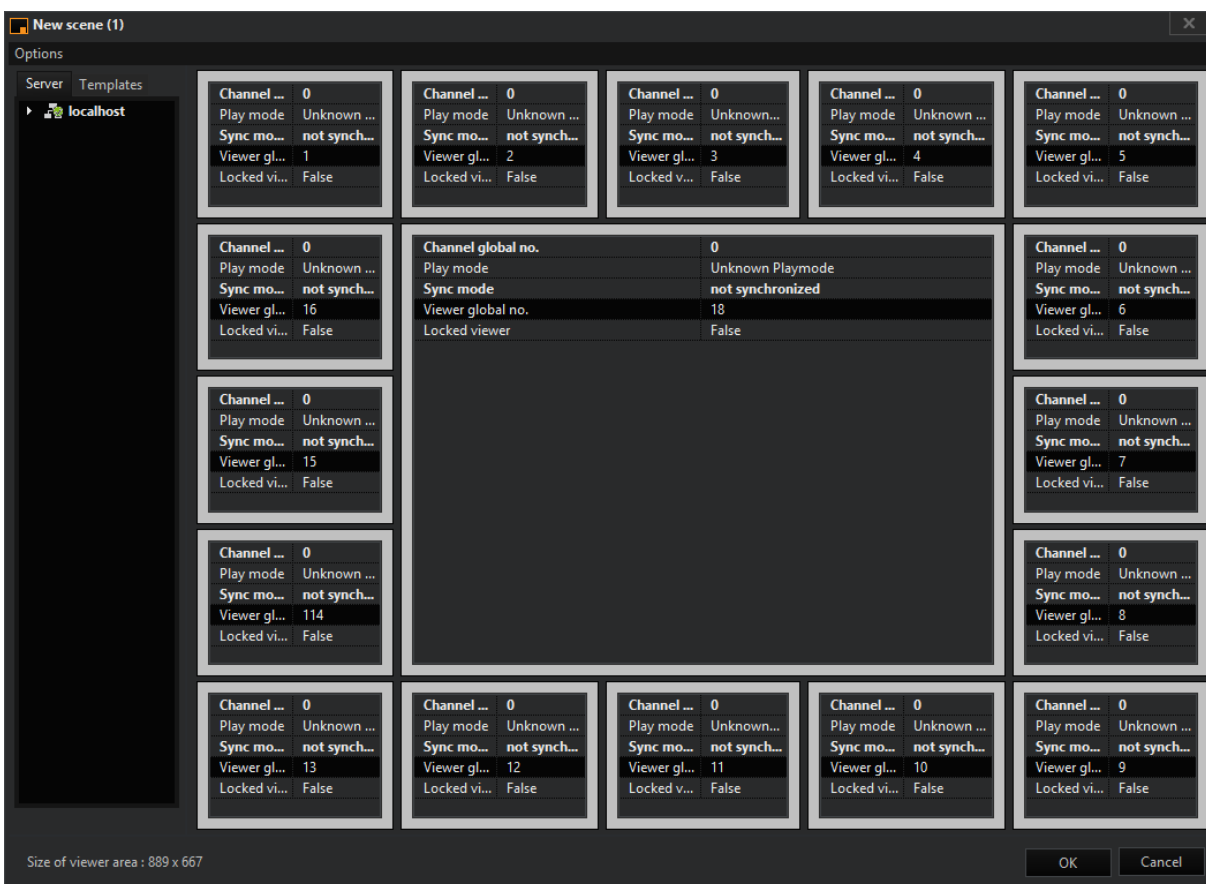 New scene (1)
Options
Server Templates
localhost
Channel ... 0
Play mode Unknown ...
Sync mo... not synch...
Viewer gl... 1
Locked vi... False
Channel ... 0
Play mode Unknown ...
Sync mo... not synch...
Viewer gl... 2
Locked vi... False
Channel ... 0
Play mode Unknown...
Sync mo... not synch...
Viewer gl... 3
Locked v... False
Channel ... 0
Play mode Unknown ...
Sync mo... not synch...
Viewer gl... 4
Locked vi... False
Channel ... 0
Play mode Unknown ...
Sync mo... not synch...
Viewer gl... 5
Locked vi... False
Channel ... 0
Play mode Unknown ...
Sync mo... not synch...
Viewer gl... 16
Locked vi... False
Channel global no. 0
Play mode Unknown Playmode
Sync mode not synchronized
Viewer global no. 18
Locked viewer False
Channel ... 0
Play mode Unknown ...
Sync mo... not synch...
Viewer gl... 6
Locked vi... False
Channel ... 0
Play mode Unknown ...
Sync mo... not synch...
Viewer gl... 15
Locked vi... False
Channel ... 0
Play mode Unknown ...
Sync mo... not synch...
Viewer gl... 7
Locked vi... False
Channel ... 0
Play mode Unknown ...
Sync mo... not synch...
Viewer gl... 114
Locked vi... False
Channel ... 0
Play mode Unknown ...
Sync mo... not synch...
Viewer gl... 8
Locked vi... False
Channel ... 0
Play mode Unknown ...
Sync mo... not synch...
Viewer gl... 13
Locked vi... False
Channel ... 0
Play mode Unknown ...
Sync mo... not synch...
Viewer gl... 12
Locked vi... False
Channel ... 0
Play mode Unknown...
Sync mo... not synch...
Viewer gl... 11
Locked v... False
Channel ... 0
Play mode Unknown ...
Sync mo... not synch...
Viewer gl... 10
Locked vi... False
Channel ... 0
Play mode Unknown ...
Sync mo... not synch...
Viewer gl... 9
Locked vi... False
Size of viewer area : 889 x 667
OK Cancel